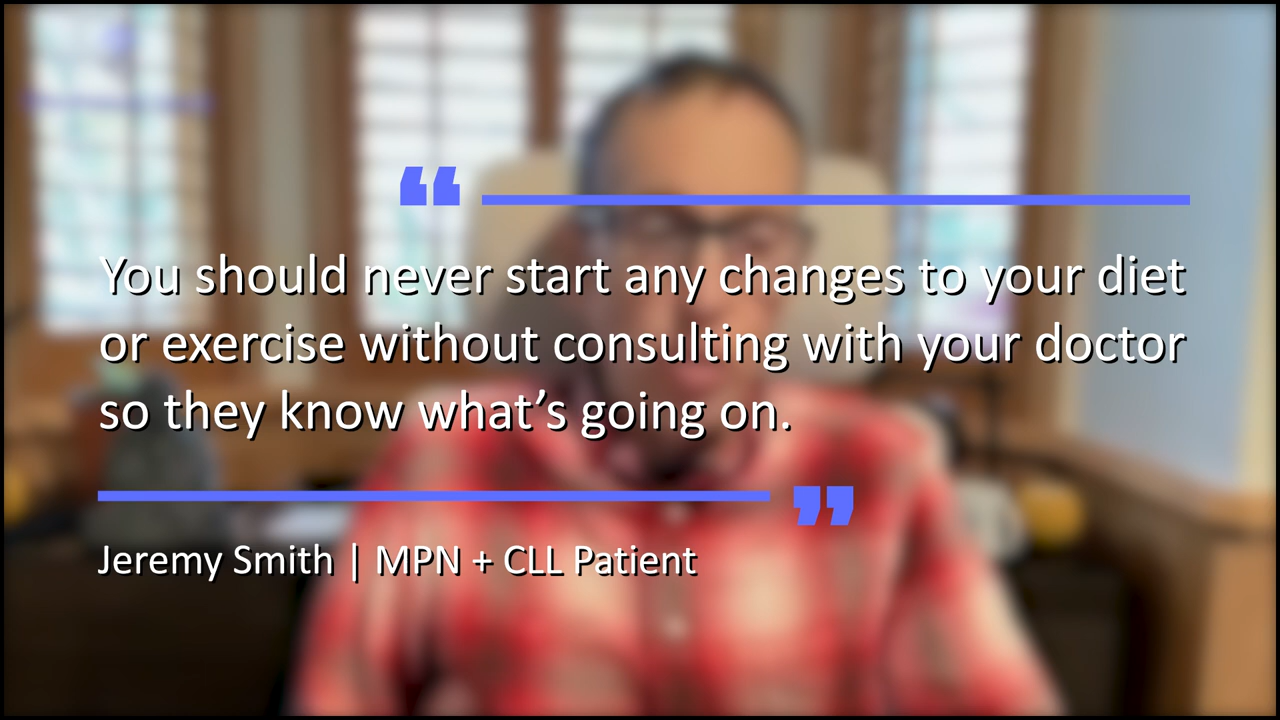 “
You should never start any changes to your diet
or exercise without consulting with your doctor
so they know what’s going on.
”
Jeremy Smith | MPN + CLL Patient